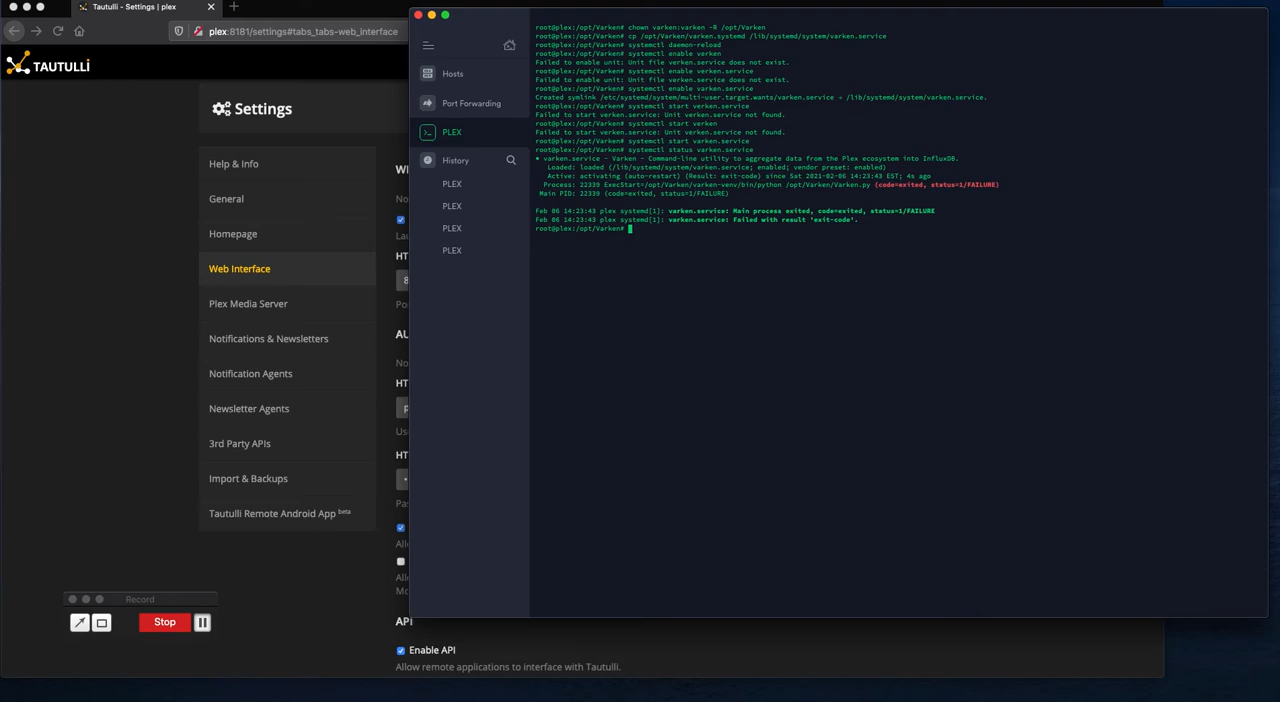 Tautulli - Settings | plex
plex:8181/settings#tabs_tabs-web_interface
TAUTULLI
Settings
Help & Info
General
Homepage
Web Interface
Plex Media Server
Notifications & Newsletters
Notification Agents
Newsletter Agents
3rd Party APIs
Import & Backups
Tautulli Remote Android App beta
HT
8
AU
No
HT
HT
API
Enable API
Allow remote applications to interface with Tautulli.
Record
Stop
Hosts
Port Forwarding
PLEX
History
PLEX
PLEX
PLEX
PLEX
root@plex:/opt/Varken# chown varken:varken -R /opt/Varken
root@plex:/opt/Varken# cp /opt/Varken/varken.systemd /lib/systemd/system/varken.service
root@plex:/opt/Varken# systemctl daemon-reload
root@plex:/opt/Varken# systemctl enable verken
Failed to enable unit: Unit file verken.service does not exist.
root@plex:/opt/Varken# systemctl enable verken.service
Failed to enable unit: Unit file verken.service does not exist.
root@plex:/opt/Varken# systemctl enable varken.service
Created symlink /etc/systemd/system/multi-user.target.wants/varken.service → /lib/systemd/system/varken.service.
root@plex:/opt/Varken# systemctl start verken.service
Failed to start verken.service: Unit verken.service not found.
root@plex:/opt/Varken# systemctl start verken
Failed to start verken.service: Unit verken.service not found.
root@plex:/opt/Varken# systemctl start varken.service
root@plex:/opt/Varken# systemctl status varken.service
● varken.service - Varken - Command-line utility to aggregate data from the Plex ecosystem into InfluxDB.
Loaded: loaded (/lib/systemd/system/varken.service; enabled; vendor preset: enabled)
Active: activating (auto-restart) (Result: exit-code) since Sat 2021-02-06 14:23:43 EST; 4s ago
Process: 22339 ExecStart=/opt/Varken/varken-venv/bin/python /opt/Varken/Varken.py (code=exited, status=1/FAILURE)
Main PID: 22339 (code=exited, status=1/FAILURE)
Feb 06 14:23:43 plex systemd[1]: varken.service: Main process exited, code=exited, status=1/FAILURE
Feb 06 14:23:43 plex systemd[1]: varken.service: Failed with result 'exit-code'.
root@plex:/opt/Varken#